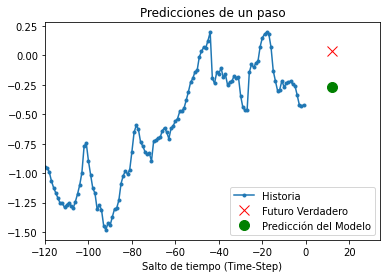 Predicciones de un paso
0.25
0.00
−0.25
−0.50
−0.75
−1.00
−1.25
−1.50
−120 −100 −80 −60 −40 −20 0 20
Salto de tiempo (Time-Step)
Historia
Futuro Verdadero
Predicción del Modelo